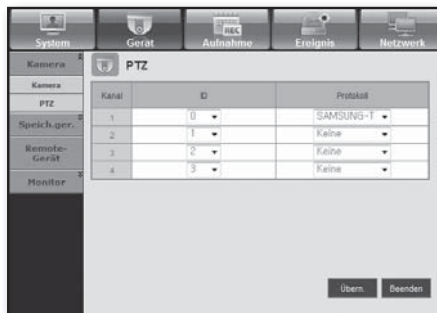 System Gerät Aufnahme Ereignis Netzwerk
REC
Kamera
Kamera
PTZ
Speich.ger.
Remote-
Gerät
Monitor
PTZ
Kanal ID Protokoll
1 0 SAMSUNG-T
2 1 Keine
3 2 Keine
4 3 Keine
Übern. Beenden